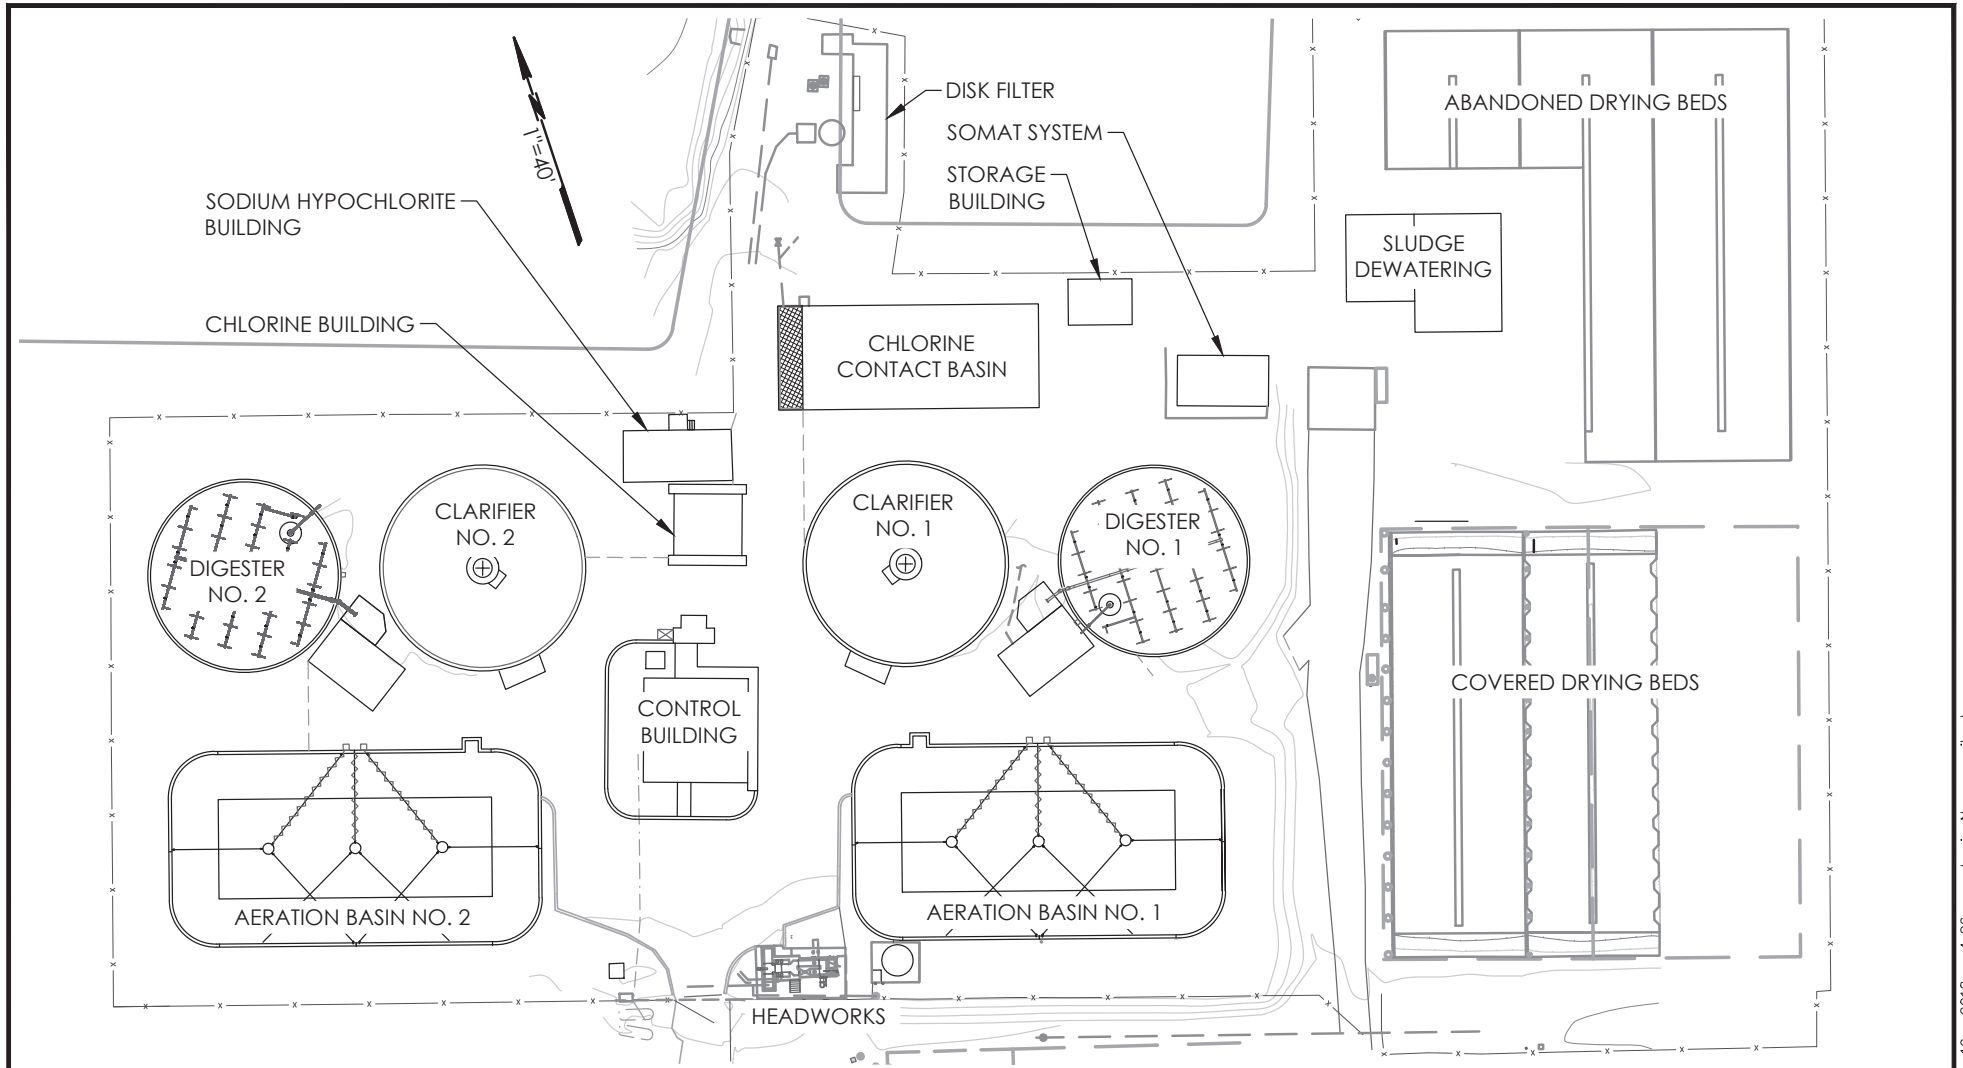 DISK FILTER
ABANDONED DRYING BEDS
SOMAT SYSTEM
1"=40'
STORAGE
BUILDING
SODIUM HYPOCHLORITE
BUILDING
SLUDGE
DEWATERING
CHLORINE BUILDING
CHLORINE
CONTACT BASIN
CLARIFIER
NO. 2
CLARIFIER
NO. 1
DIGESTER
NO. 1
DIGESTER
NO. 2
CONTROL
BUILDING
COVERED DRYING BEDS
AERATION BASIN NO. 2
AERATION BASIN NO. 1
HEADWORKS